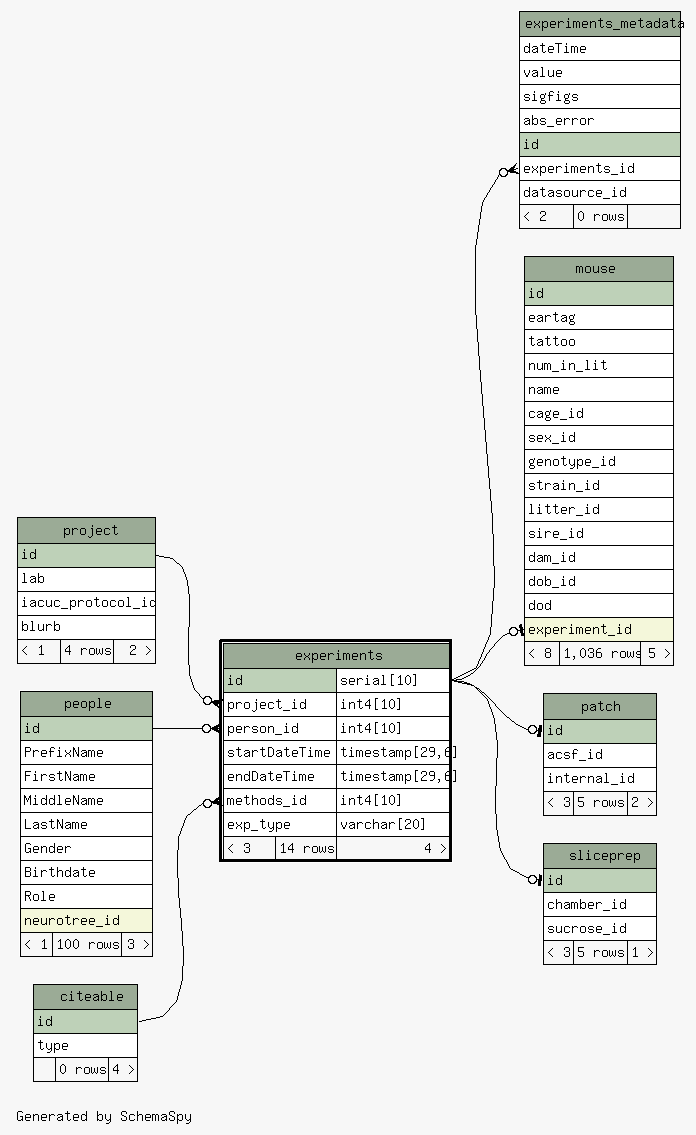 experiments_metadata
dateTime
value
sigfigs
abs_error
id
experiments_id
datasource_id
< 2 0 rows
mouse
id
eartag
tattoo
num_in_lit
name
cage_id
sex_id
genotype_id
strain_id
litter_id
sire_id
dam_id
dob_id
dod
experiment_id
< 8 1,036 rows 5 >
project
id
lab
iacuc_protocol_id
blurb
< 1 4 rows 2 >
people
id
PrefixName
FirstName
MiddleName
LastName
Gender
Birthdate
Role
neurotree_id
< 1 100 rows 3 >
experiments
id serial[10]
project_id int4[10]
person_id int4[10]
startDateTime timestamp[29,6]
endDateTime timestamp[29,6]
methods_id int4[10]
exp_type varchar[20]
< 3 14 rows 4 >
patch
id
acsf_id
internal_id
< 3 5 rows 2 >
sliceprep
id
chamber_id
sucrose_id
< 3 5 rows 1 >
citeable
id
type
0 rows 4 >
Generated by SchemaSpy